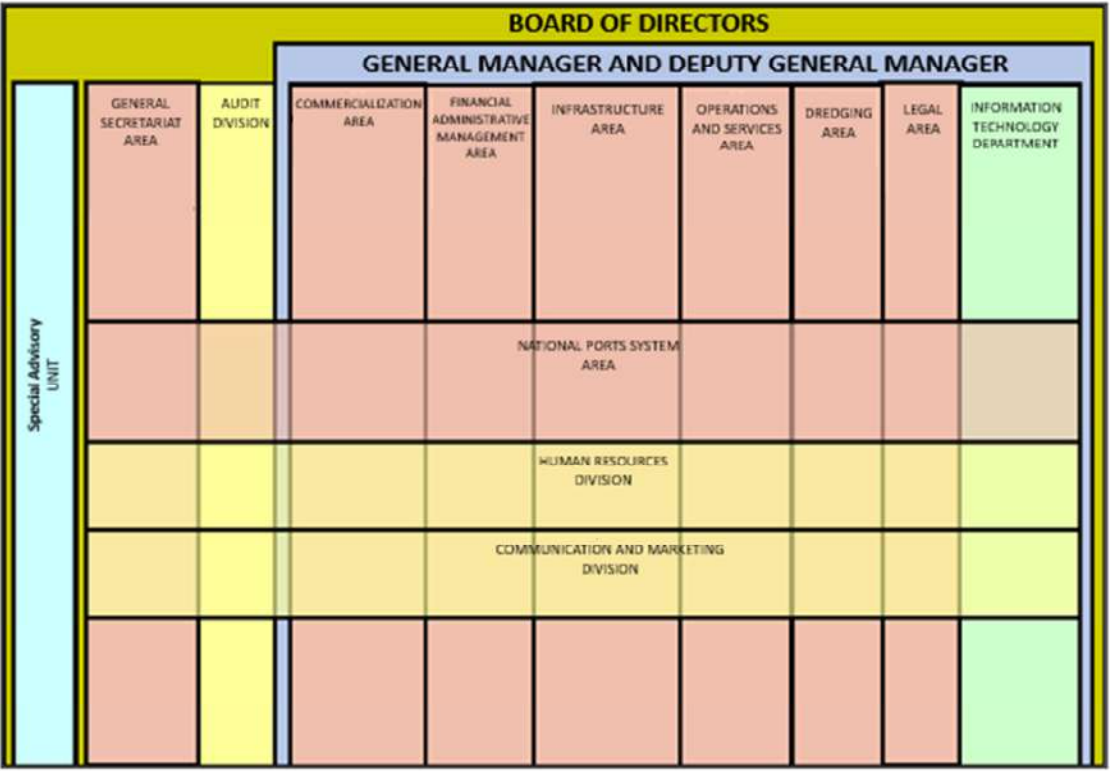 BOARD OF DIRECTORS
GENERAL MANAGER AND DEPUTY GENERAL MANAGER
Special Advisory
UNIT
GENERAL
SECRETARIAT
AREA
AUDIT
DIVISION
COMMERCIALIZATION
AREA
FINANCIAL
ADMINISTRATIVE
MANAGEMENT
AREA
INFRASTRUCTURE
AREA
OPERATIONS
AND SERVICES
AREA
DREDGING
AREA
LEGAL
AREA
INFORMATION
TECHNOLOGY
DEPARTMENT
NATIONAL PORTS SYSTEM
AREA
HUMAN RESOURCES
DIVISION
COMMUNICATION AND MARKETING
DIVISION